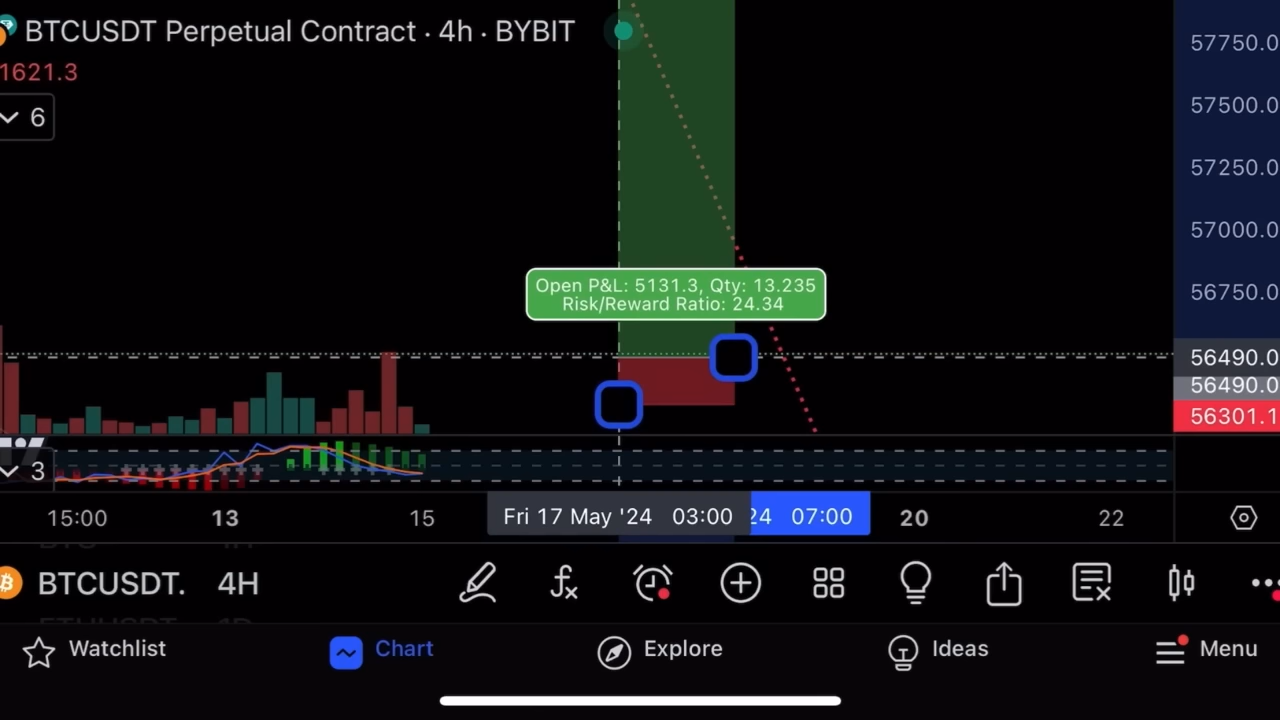 BTCUSDT Perpetual Contract · 4h · BYBIT
1621.3
6
57750.0
57500.0
57250.0
57000.0
56750.0
Open P&L: 5131.3, Qty: 13.235
Risk/Reward Ratio: 24.34
56490.0
56490.0
56301.1
3
15:00
13
15
Fri 17 May '24 03:00
24 07:00
20
22
BTCUSDT. 4H
Watchlist
Chart
Explore
Ideas
Menu